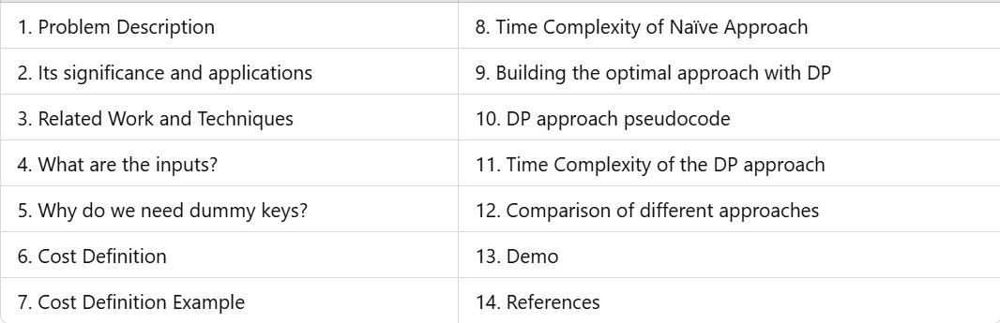 1. Problem Description
2. Its significance and applications
3. Related Work and Techniques
4. What are the inputs?
5. Why do we need dummy keys?
6. Cost Definition
7. Cost Definition Example
8. Time Complexity of Naïve Approach
9. Building the optimal approach with DP
10. DP approach pseudocode
11. Time Complexity of the DP approach
12. Comparison of different approaches
13. Demo
14. References